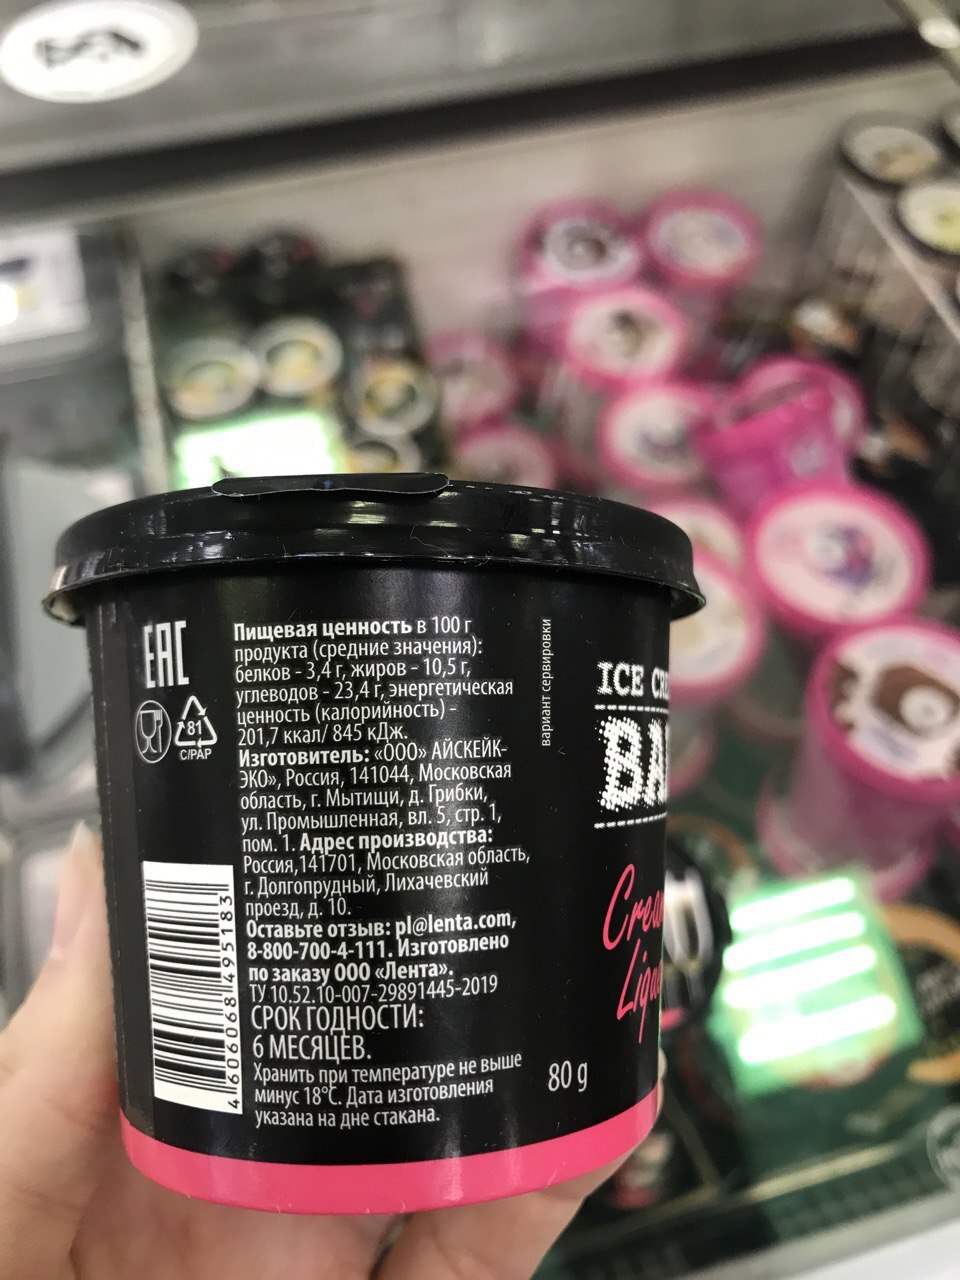 EAC
81
C/PAP
4 606068 495183
Пищевая ценность в 100 г
продукта (средние значения):
белков - 3,4 г, жиров - 10,5 г,
углеводов - 23,4 г, энергетическая
ценность (калорийность) -
201,7 ккал/ 845 кДж.
Изготовитель: «ООО» АЙСКЕЙК-
ЭКО», Россия, 141044, Московская
область, г. Мытищи, д. Грибки,
ул. Промышленная, вл. 5, стр. 1,
пом. 1. Адрес производства:
Россия,141701, Московская область,
г. Долгопрудный, Лихачевский
проезд, д. 10.
Оставьте отзыв: pl@lenta.com,
8-800-700-4-111. Изготовлено
по заказу ООО «Лента».
ТУ 10.52.10-007-29891445-2019
СРОК ГОДНОСТИ:
6 МЕСЯЦЕВ.
Хранить при температуре не выше
минус 18°С. Дата изготовления
указана на дне стакана.
вариант сервировки
ICE
80 g